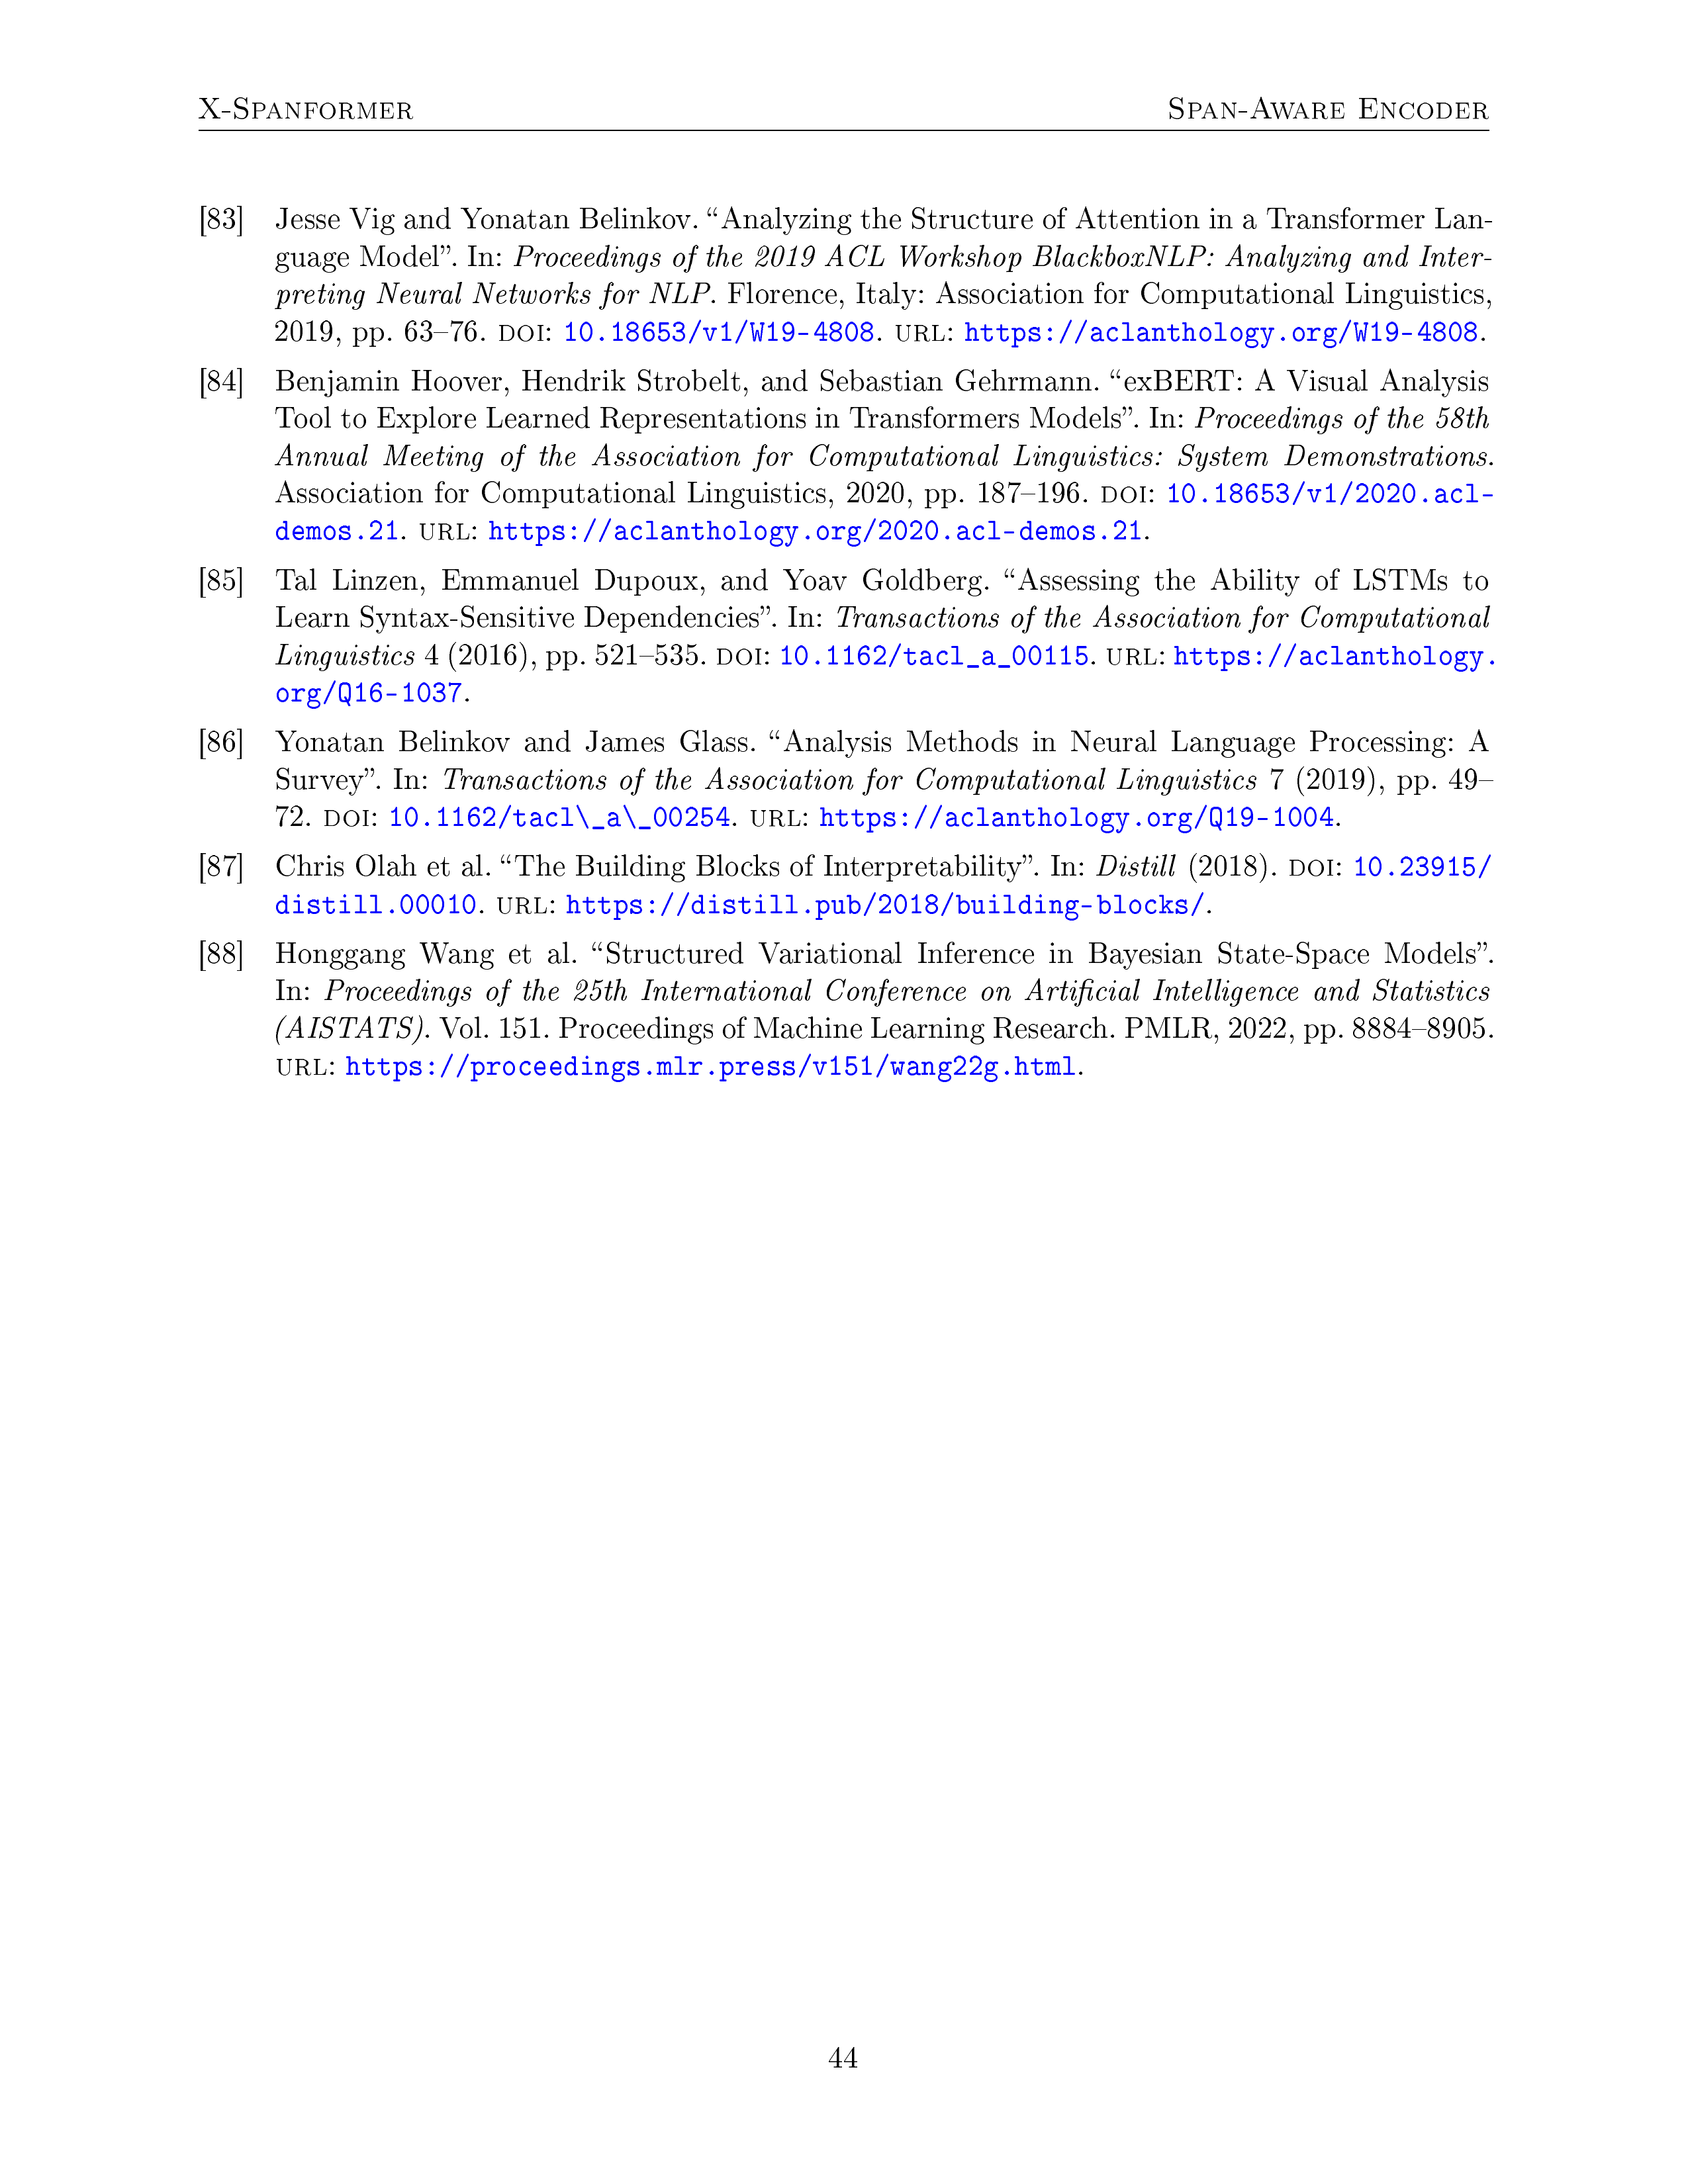 X-Spanformer Span-Aware Encoder
[83] Jesse Vig and Yonatan Belinkov. “Analyzing the Structure of Attention in a Transformer Lan-
guage Model”. In: Proceedings of the 2019 ACL Workshop BlackboxNLP: Analyzing and Inter-
preting Neural Networks for NLP. Florence, Italy: Association for Computational Linguistics,
2019, pp. 63–76. DOI: 10.18653/v1/W19-4808. URL: https://aclanthology.org/W19-4808.
[84] Benjamin Hoover, Hendrik Strobelt, and Sebastian Gehrmann. “exBERT: A Visual Analysis
Tool to Explore Learned Representations in Transformers Models”. In: Proceedings of the 58th
Annual Meeting of the Association for Computational Linguistics: System Demonstrations.
Association for Computational Linguistics, 2020, pp. 187–196. DOI: 10.18653/v1/2020.acl-
demos.21. URL: https://aclanthology.org/2020.acl-demos.21.
[85] Tal Linzen, Emmanuel Dupoux, and Yoav Goldberg. “Assessing the Ability of LSTMs to
Learn Syntax-Sensitive Dependencies”. In: Transactions of the Association for Computational
Linguistics 4 (2016), pp. 521–535. DOI: 10.1162/tacl_a_00115. URL: https://aclanthology.
org/Q16-1037.
[86] Yonatan Belinkov and James Glass. “Analysis Methods in Neural Language Processing: A
Survey”. In: Transactions of the Association for Computational Linguistics 7 (2019), pp. 49–
72. DOI: 10.1162/tacl\_a\_00254. URL: https://aclanthology.org/Q19-1004.
[87] Chris Olah et al. “The Building Blocks of Interpretability”. In: Distill (2018). DOI: 10.23915/
distill.00010. URL: https://distill.pub/2018/building-blocks/.
[88] Honggang Wang et al. “Structured Variational Inference in Bayesian State-Space Models”.
In: Proceedings of the 25th International Conference on Artificial Intelligence and Statistics
(AISTATS). Vol. 151. Proceedings of Machine Learning Research. PMLR, 2022, pp. 8884–8905.
URL: https://proceedings.mlr.press/v151/wang22g.html.
44